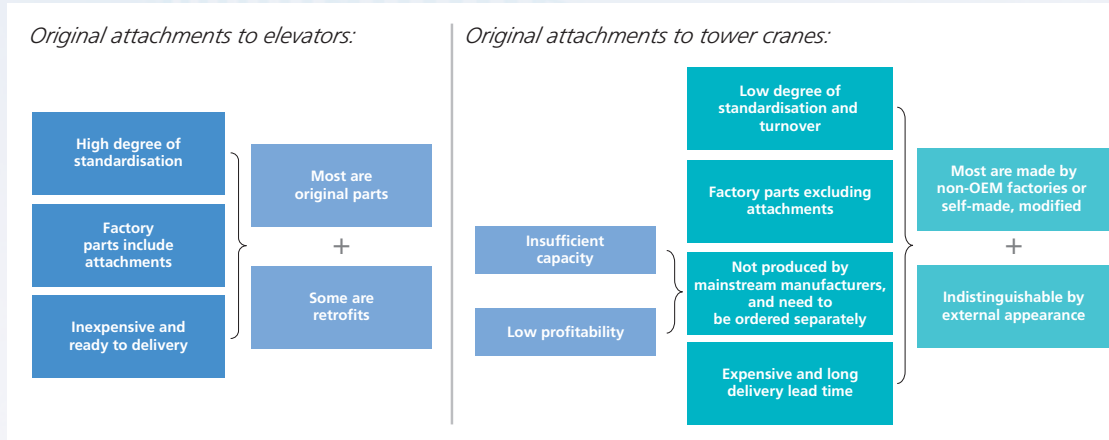 Original attachments to elevators:
High degree of
standardisation
Factory
parts include
attachments
Inexpensive and
ready to delivery
Most are
original parts
+
Some are
retrofits
Original attachments to tower cranes:
Insufficient
capacity
Low profitability
Low degree of
standardisation and
turnover
Factory parts excluding
attachments
Not produced by
mainstream manufacturers,
and need to
be ordered separately
Expensive and long
delivery lead time
Most are made by
non-OEM factories or
self-made, modified
+
Indistinguishable by
external appearance